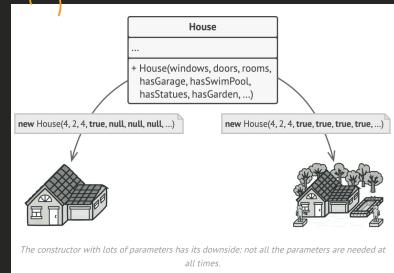 House
...
+ House(windows, doors, rooms,
hasGarage, hasSwimPool,
hasStatues, hasGarden, ...)
new House(4, 2, 4, true, null, null, null, ...)
new House(4, 2, 4, true, true, true, true, ...)
The constructor with lots of parameters has its downside: not all the parameters are needed at
all times.